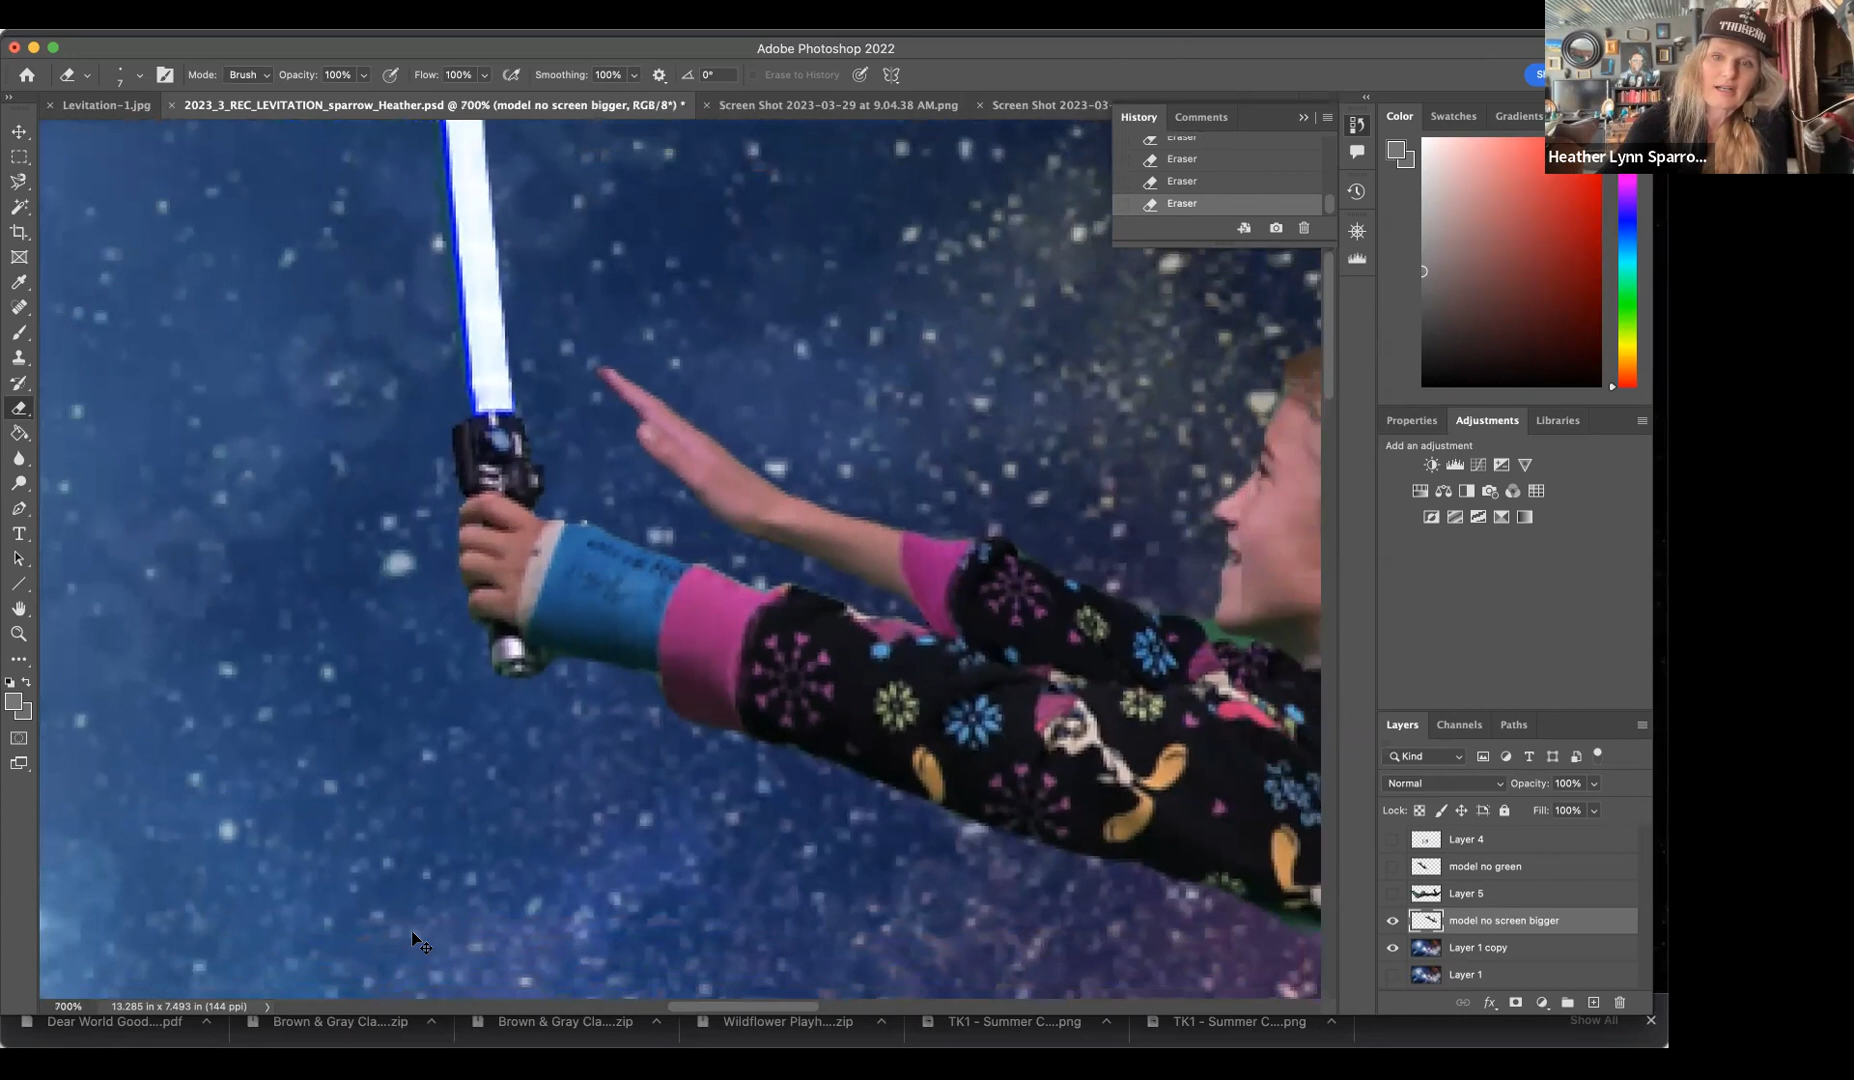 Adobe Photoshop 2022
7 Mode: Brush Opacity: 100% Flow: 100% Smoothing: 100% 0° Erase to History Sh
Levitation-1.jpg 2023_3_REC_LEVITATION_sparrow_Heather.psd @ 700% (model no screen bigger, RGB/8*) * Screen Shot 2023-03-29 at 9.04.38 AM.png Screen Shot 2023-03-
History Comments
Eraser
Eraser
Eraser
Eraser
Color Swatches Gradients
Heather Lynn Sparro...
Properties Adjustments Libraries
Add an adjustment
Layers Channels Paths
Kind
Normal Opacity: 100%
Lock: Fill: 100%
Layer 4
model no green
Layer 5
model no screen bigger
Layer 1 copy
Layer 1
fx
700% 13.285 in x 7.493 in (144 ppi)
Dear World Good....pdf Brown & Gray Cla....zip Brown & Gray Cla....zip Wildflower Playh....zip TK1 - Summer C....png TK1 - Summer C....png Show All